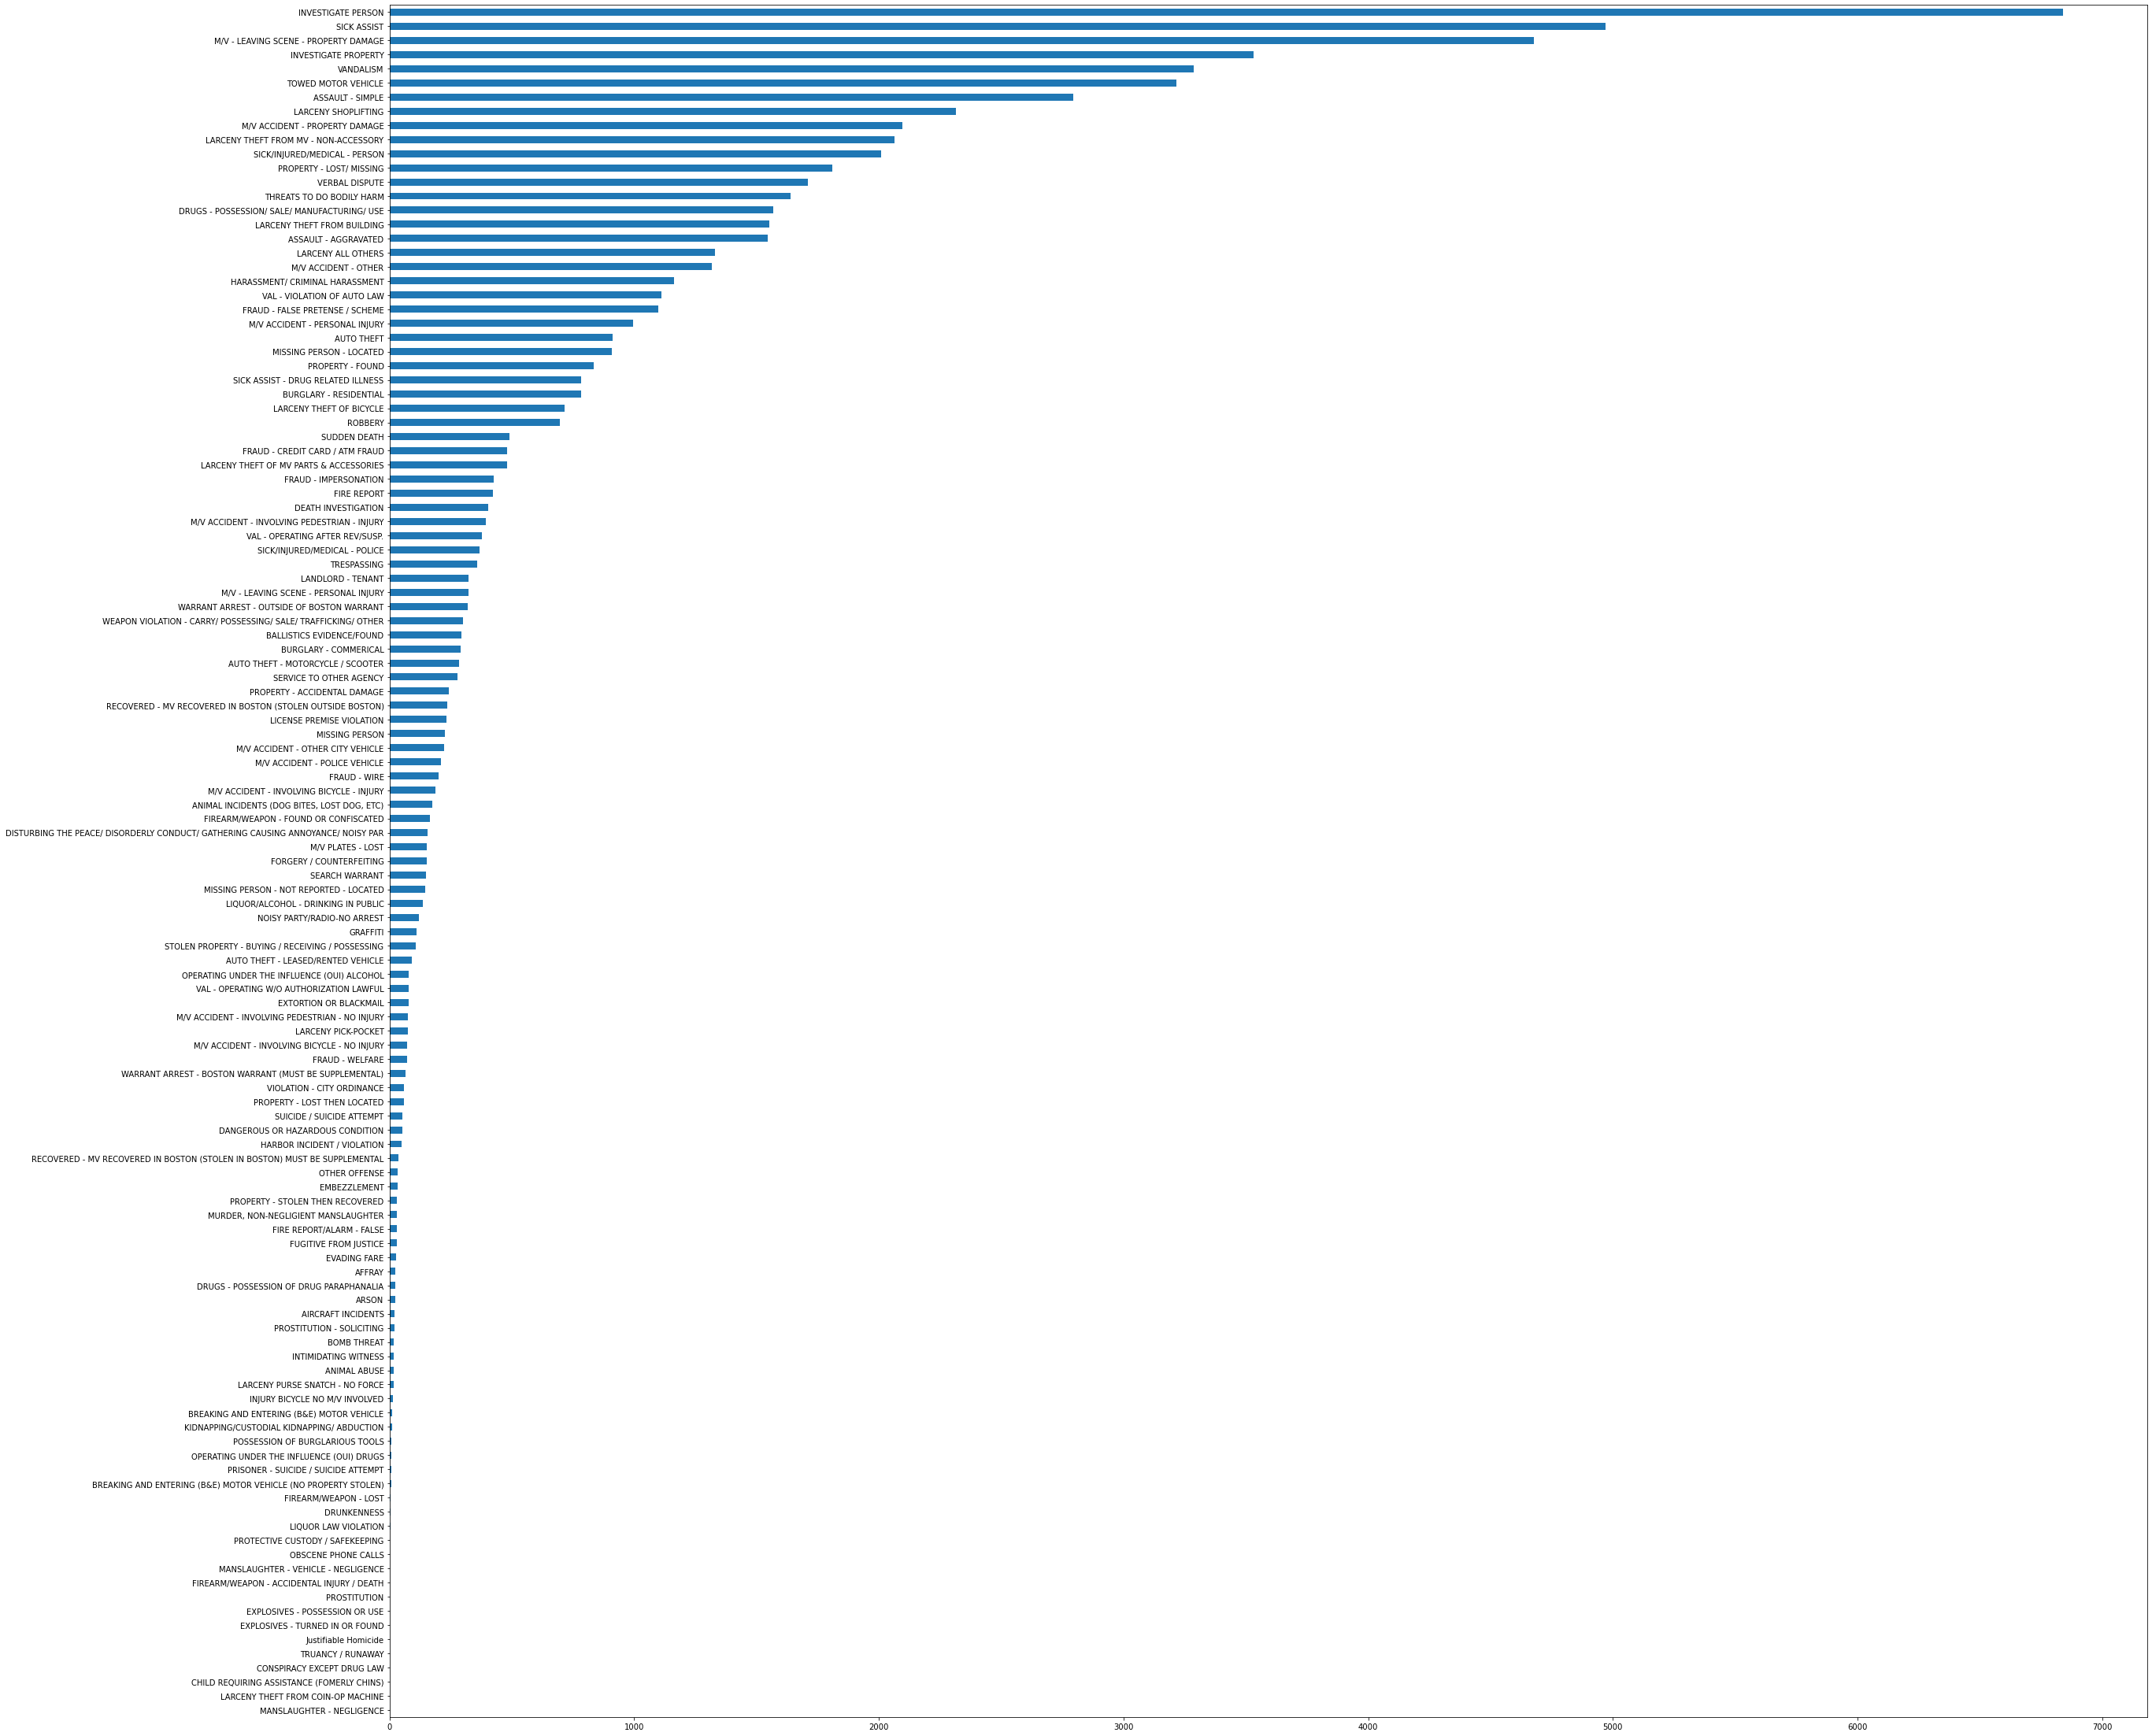 INVESTIGATE PERSON
SICK ASSIST
M/V - LEAVING SCENE - PROPERTY DAMAGE
INVESTIGATE PROPERTY
VANDALISM
TOWED MOTOR VEHICLE
ASSAULT - SIMPLE
LARCENY SHOPLIFTING
M/V ACCIDENT - PROPERTY DAMAGE
LARCENY THEFT FROM MV - NON-ACCESSORY
SICK/INJURED/MEDICAL - PERSON
PROPERTY - LOST/ MISSING
VERBAL DISPUTE
THREATS TO DO BODILY HARM
DRUGS - POSSESSION/ SALE/ MANUFACTURING/ USE
LARCENY THEFT FROM BUILDING
ASSAULT - AGGRAVATED
LARCENY ALL OTHERS
M/V ACCIDENT - OTHER
HARASSMENT/ CRIMINAL HARASSMENT
VAL - VIOLATION OF AUTO LAW
FRAUD - FALSE PRETENSE / SCHEME
M/V ACCIDENT - PERSONAL INJURY
AUTO THEFT
MISSING PERSON - LOCATED
PROPERTY - FOUND
SICK ASSIST - DRUG RELATED ILLNESS
BURGLARY - RESIDENTIAL
LARCENY THEFT OF BICYCLE
ROBBERY
SUDDEN DEATH
FRAUD - CREDIT CARD / ATM FRAUD
LARCENY THEFT OF MV PARTS & ACCESSORIES
FRAUD - IMPERSONATION
FIRE REPORT
DEATH INVESTIGATION
M/V ACCIDENT - INVOLVING PEDESTRIAN - INJURY
VAL - OPERATING AFTER REV/SUSP.
SICK/INJURED/MEDICAL - POLICE
TRESPASSING
LANDLORD - TENANT
M/V - LEAVING SCENE - PERSONAL INJURY
WARRANT ARREST - OUTSIDE OF BOSTON WARRANT
WEAPON VIOLATION - CARRY/ POSSESSING/ SALE/ TRAFFICKING/ OTHER
BALLISTICS EVIDENCE/FOUND
BURGLARY - COMMERICAL
AUTO THEFT - MOTORCYCLE / SCOOTER
SERVICE TO OTHER AGENCY
PROPERTY - ACCIDENTAL DAMAGE
RECOVERED - MV RECOVERED IN BOSTON (STOLEN OUTSIDE BOSTON)
LICENSE PREMISE VIOLATION
MISSING PERSON
M/V ACCIDENT - OTHER CITY VEHICLE
M/V ACCIDENT - POLICE VEHICLE
FRAUD - WIRE
M/V ACCIDENT - INVOLVING BICYCLE - INJURY
ANIMAL INCIDENTS (DOG BITES, LOST DOG, ETC)
FIREARM/WEAPON - FOUND OR CONFISCATED
DISTURBING THE PEACE/ DISORDERLY CONDUCT/ GATHERING CAUSING ANNOYANCE/ NOISY PAR
M/V PLATES - LOST
FORGERY / COUNTERFEITING
SEARCH WARRANT
MISSING PERSON - NOT REPORTED - LOCATED
LIQUOR/ALCOHOL - DRINKING IN PUBLIC
NOISY PARTY/RADIO-NO ARREST
GRAFFITI
STOLEN PROPERTY - BUYING / RECEIVING / POSSESSING
AUTO THEFT - LEASED/RENTED VEHICLE
OPERATING UNDER THE INFLUENCE (OUI) ALCOHOL
VAL - OPERATING W/O AUTHORIZATION LAWFUL
EXTORTION OR BLACKMAIL
M/V ACCIDENT - INVOLVING PEDESTRIAN - NO INJURY
LARCENY PICK-POCKET
M/V ACCIDENT - INVOLVING BICYCLE - NO INJURY
FRAUD - WELFARE
WARRANT ARREST - BOSTON WARRANT (MUST BE SUPPLEMENTAL)
VIOLATION - CITY ORDINANCE
PROPERTY - LOST THEN LOCATED
SUICIDE / SUICIDE ATTEMPT
DANGEROUS OR HAZARDOUS CONDITION
HARBOR INCIDENT / VIOLATION
RECOVERED - MV RECOVERED IN BOSTON (STOLEN IN BOSTON) MUST BE SUPPLEMENTAL
OTHER OFFENSE
EMBEZZLEMENT
PROPERTY - STOLEN THEN RECOVERED
MURDER, NON-NEGLIGIENT MANSLAUGHTER
FIRE REPORT/ALARM - FALSE
FUGITIVE FROM JUSTICE
EVADING FARE
AFFRAY
DRUGS - POSSESSION OF DRUG PARAPHANALIA
ARSON
AIRCRAFT INCIDENTS
PROSTITUTION - SOLICITING
BOMB THREAT
INTIMIDATING WITNESS
ANIMAL ABUSE
LARCENY PURSE SNATCH - NO FORCE
INJURY BICYCLE NO M/V INVOLVED
BREAKING AND ENTERING (B&E) MOTOR VEHICLE
KIDNAPPING/CUSTODIAL KIDNAPPING/ ABDUCTION
POSSESSION OF BURGLARIOUS TOOLS
OPERATING UNDER THE INFLUENCE (OUI) DRUGS
PRISONER - SUICIDE / SUICIDE ATTEMPT
BREAKING AND ENTERING (B&E) MOTOR VEHICLE (NO PROPERTY STOLEN)
FIREARM/WEAPON - LOST
DRUNKENNESS
LIQUOR LAW VIOLATION
PROTECTIVE CUSTODY / SAFEKEEPING
OBSCENE PHONE CALLS
MANSLAUGHTER - VEHICLE - NEGLIGENCE
FIREARM/WEAPON - ACCIDENTAL INJURY / DEATH
PROSTITUTION
EXPLOSIVES - POSSESSION OR USE
EXPLOSIVES - TURNED IN OR FOUND
Justifiable Homicide
TRUANCY / RUNAWAY
CONSPIRACY EXCEPT DRUG LAW
CHILD REQUIRING ASSISTANCE (FOMERLY CHINS)
LARCENY THEFT FROM COIN-OP MACHINE
MANSLAUGHTER - NEGLIGENCE
0 1000 2000 3000 4000 5000 6000 7000